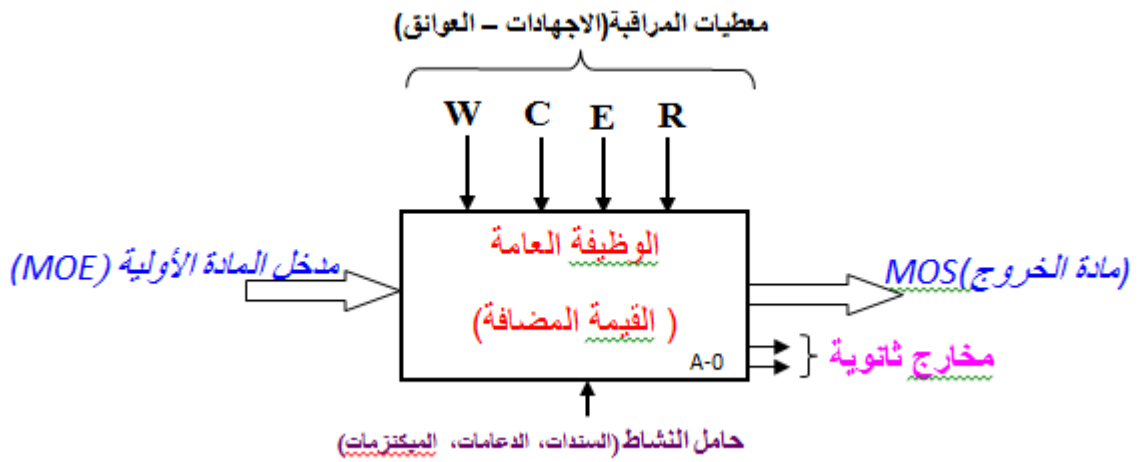 معطيات المراقبة(الاجهادات – العوائق)
W C E R
الوظيفة العامة
( القيمة المضافة)
A-0
مدخل المادة الأولية (MOE)
MOS(مادة الخروج)
مخارج ثانوية
حامل النشاط (السندات، الدعامات، الميكنزمات)